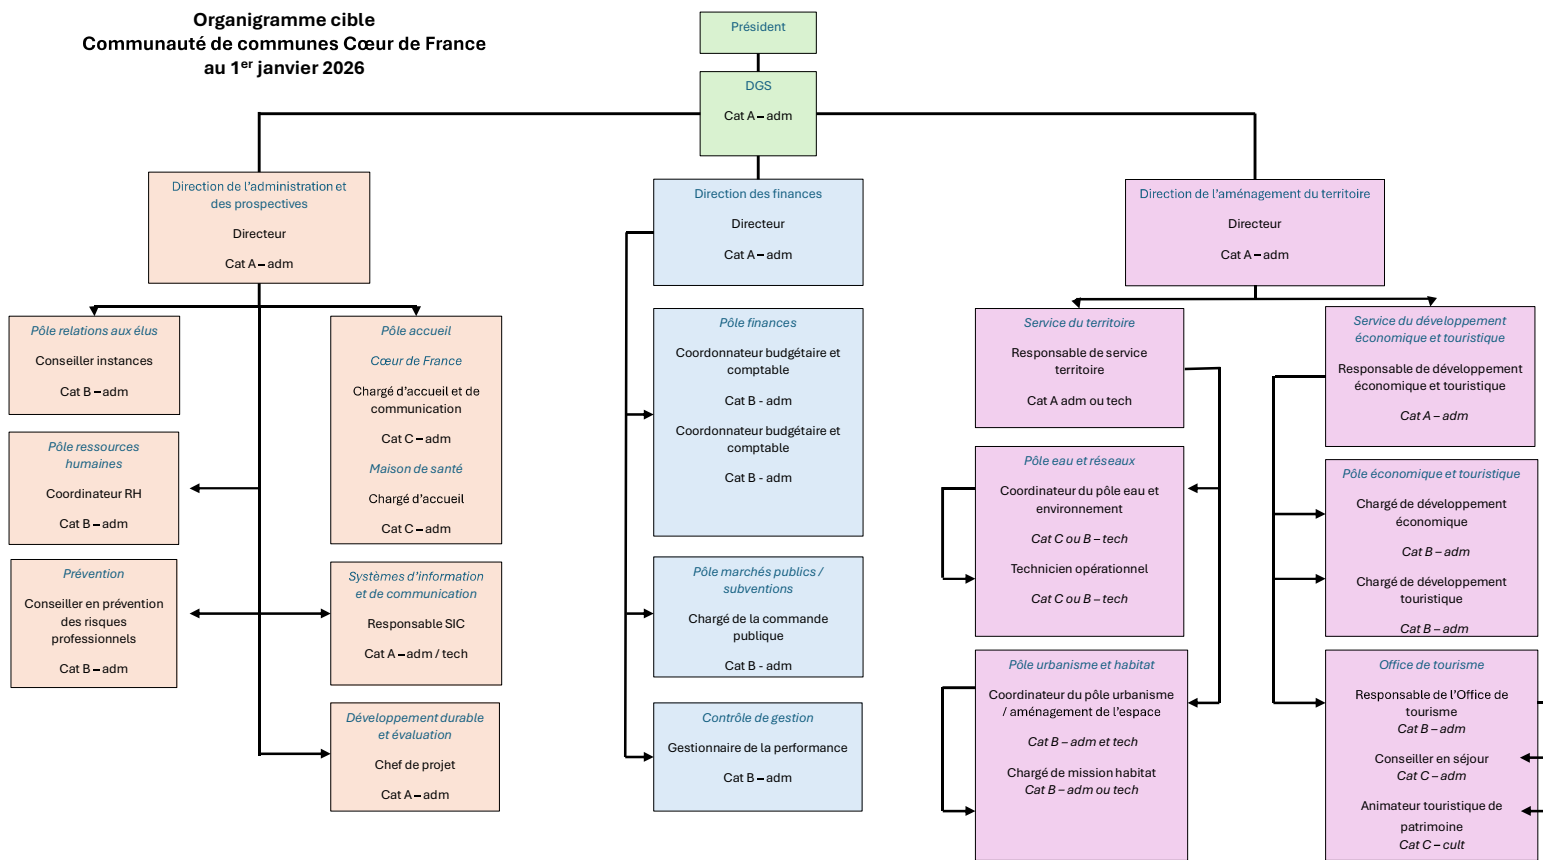 Organigramme cible
Communauté de communes Cœur de France
au 1er janvier 2026
Président
DGS
Cat A – adm
Direction de l’administration et
des prospectives
Directeur
Cat A – adm
Pôle relations aux élus
Conseiller instances
Cat B – adm
Pôle ressources
humaines
Coordinateur RH
Cat B – adm
Prévention
Conseiller en prévention
des risques
professionnels
Cat B – adm
Pôle accueil
Cœur de France
Chargé d’accueil et de
communication
Cat C – adm
Maison de santé
Chargé d’accueil
Cat C – adm
Systèmes d’information
et de communication
Responsable SIC
Cat A – adm / tech
Développement durable
et évaluation
Chef de projet
Cat A – adm
Direction des finances
Directeur
Cat A – adm
Pôle finances
Coordonnateur budgétaire et
comptable
Cat B - adm
Coordonnateur budgétaire et
comptable
Cat B - adm
Pôle marchés publics /
subventions
Chargé de la commande
publique
Cat B - adm
Contrôle de gestion
Gestionnaire de la performance
Cat B – adm
Direction de l’aménagement du territoire
Directeur
Cat A – adm
Service du territoire
Responsable de service
territoire
Cat A adm ou tech
Pôle eau et réseaux
Coordinateur du pôle eau et
environnement
Cat C ou B – tech
Technicien opérationnel
Cat C ou B – tech
Pôle urbanisme et habitat
Coordinateur du pôle urbanisme
/ aménagement de l’espace
Cat B – adm et tech
Chargé de mission habitat
Cat B – adm ou tech
Service du développement
économique et touristique
Responsable de développement
économique et touristique
Cat A – adm
Pôle économique et touristique
Chargé de développement
économique
Cat B – adm
Chargé de développement
touristique
Cat B – adm
Office de tourisme
Responsable de l’Office de
tourisme
Cat B – adm
Conseiller en séjour
Cat C – adm
Animateur touristique de
patrimoine
Cat C – cult